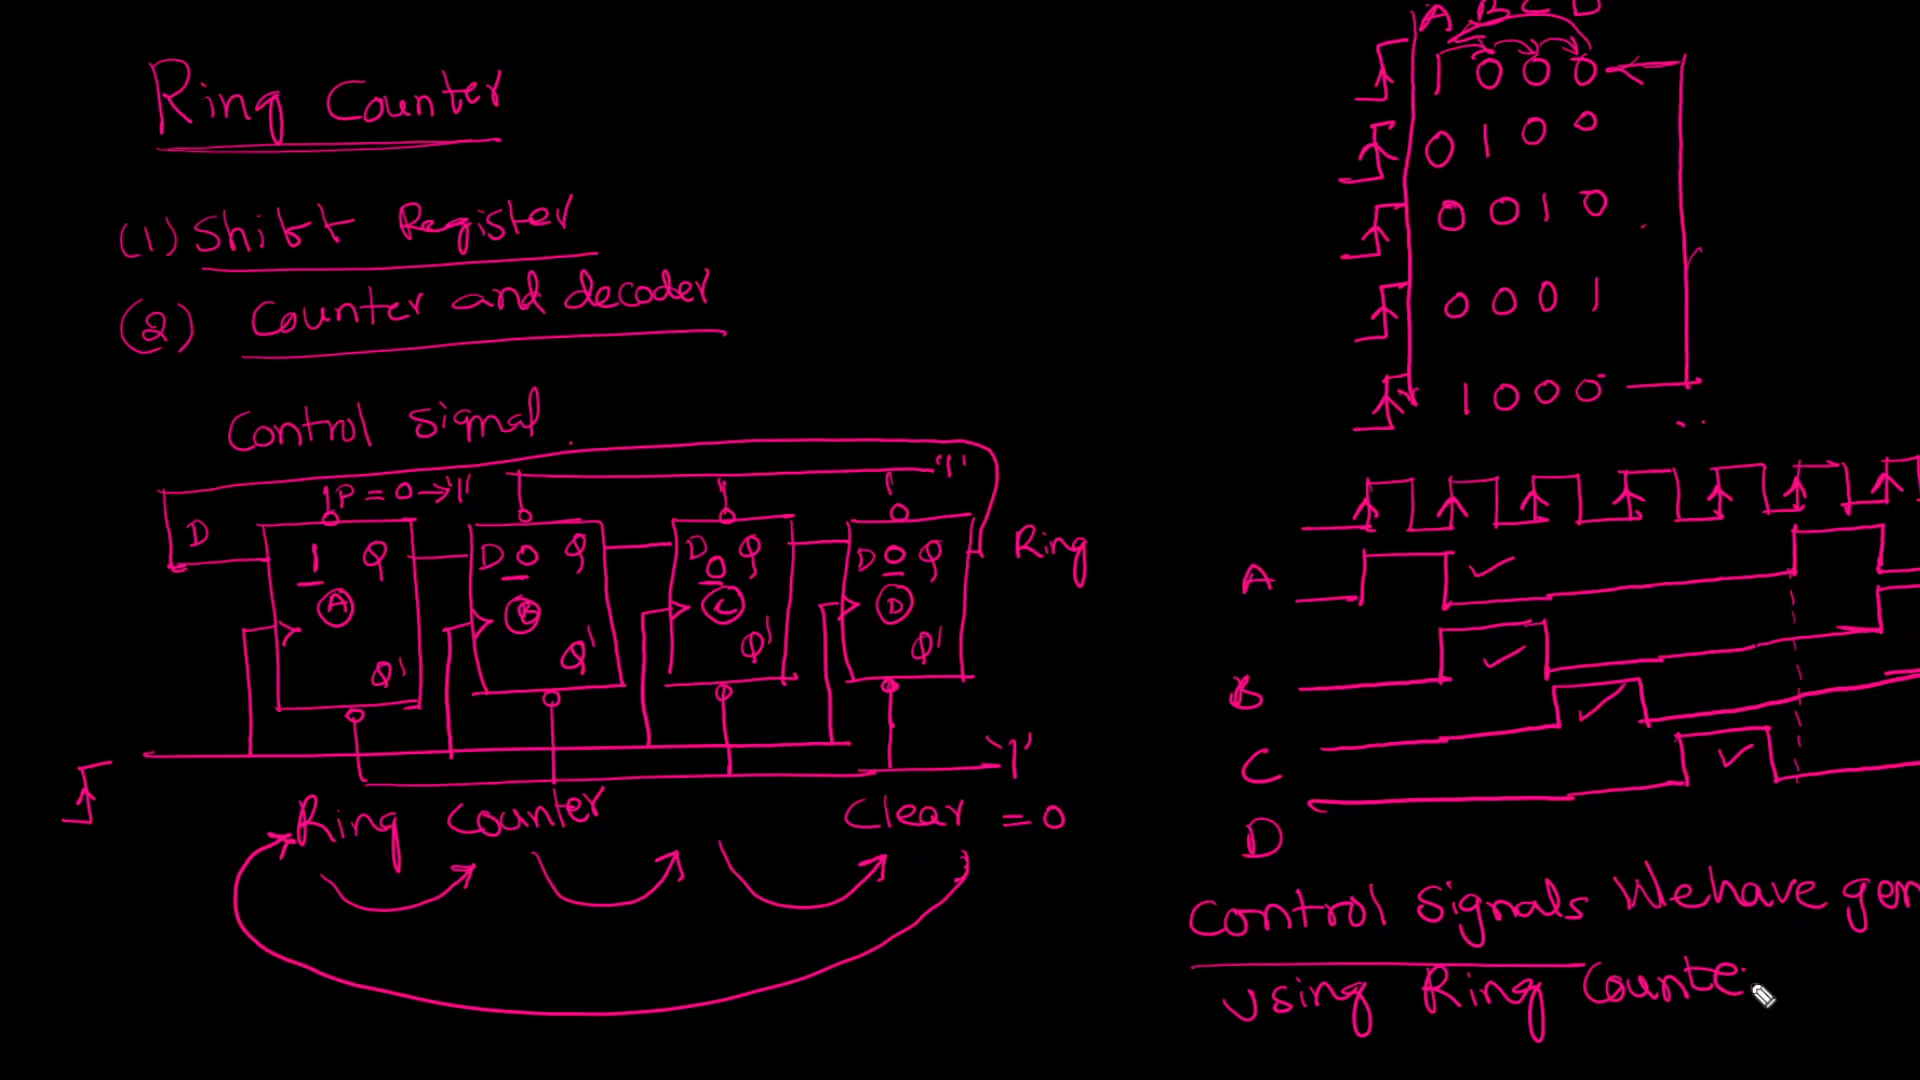 Ring Counter
(1) Shift Register
(2) Counter and decoder
Control signal
P = 0 → '1'
'1'
D
1 Q
D 0 Q
D 0 Q
D 0 Q
Ring
A
B
C
D
Q'
Q'
Q'
Q'
'1'
Ring Counter
Clear = 0
A B C D
1 0 0 0
0 1 0 0
0 0 1 0
0 0 0 1
1 0 0 0
A
B
C
D
Control signals We have gen
using Ring Counte